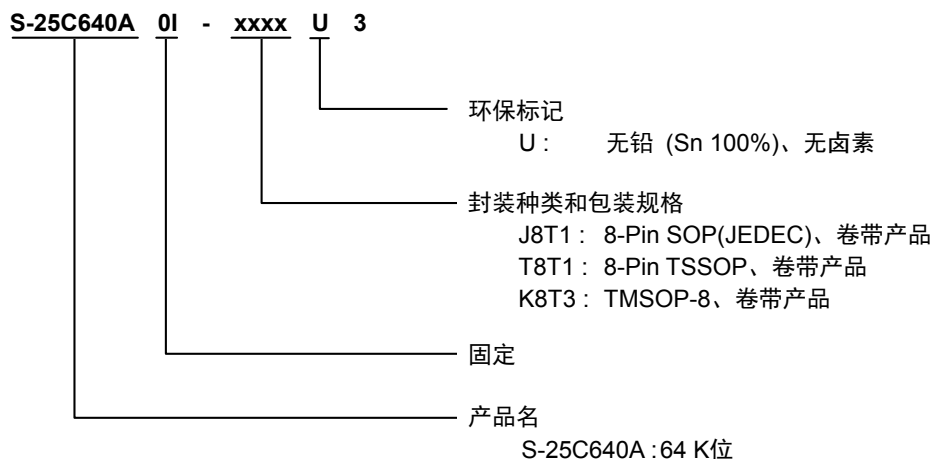 S-25C640A 0I - xxxx U 3
环保标记
U : 无铅 (Sn 100%)、无卤素
封装种类和包装规格
J8T1 : 8-Pin SOP(JEDEC)、卷带产品
T8T1 : 8-Pin TSSOP、卷带产品
K8T3 : TMSOP-8、卷带产品
固定
产品名
S-25C640A : 64 K位